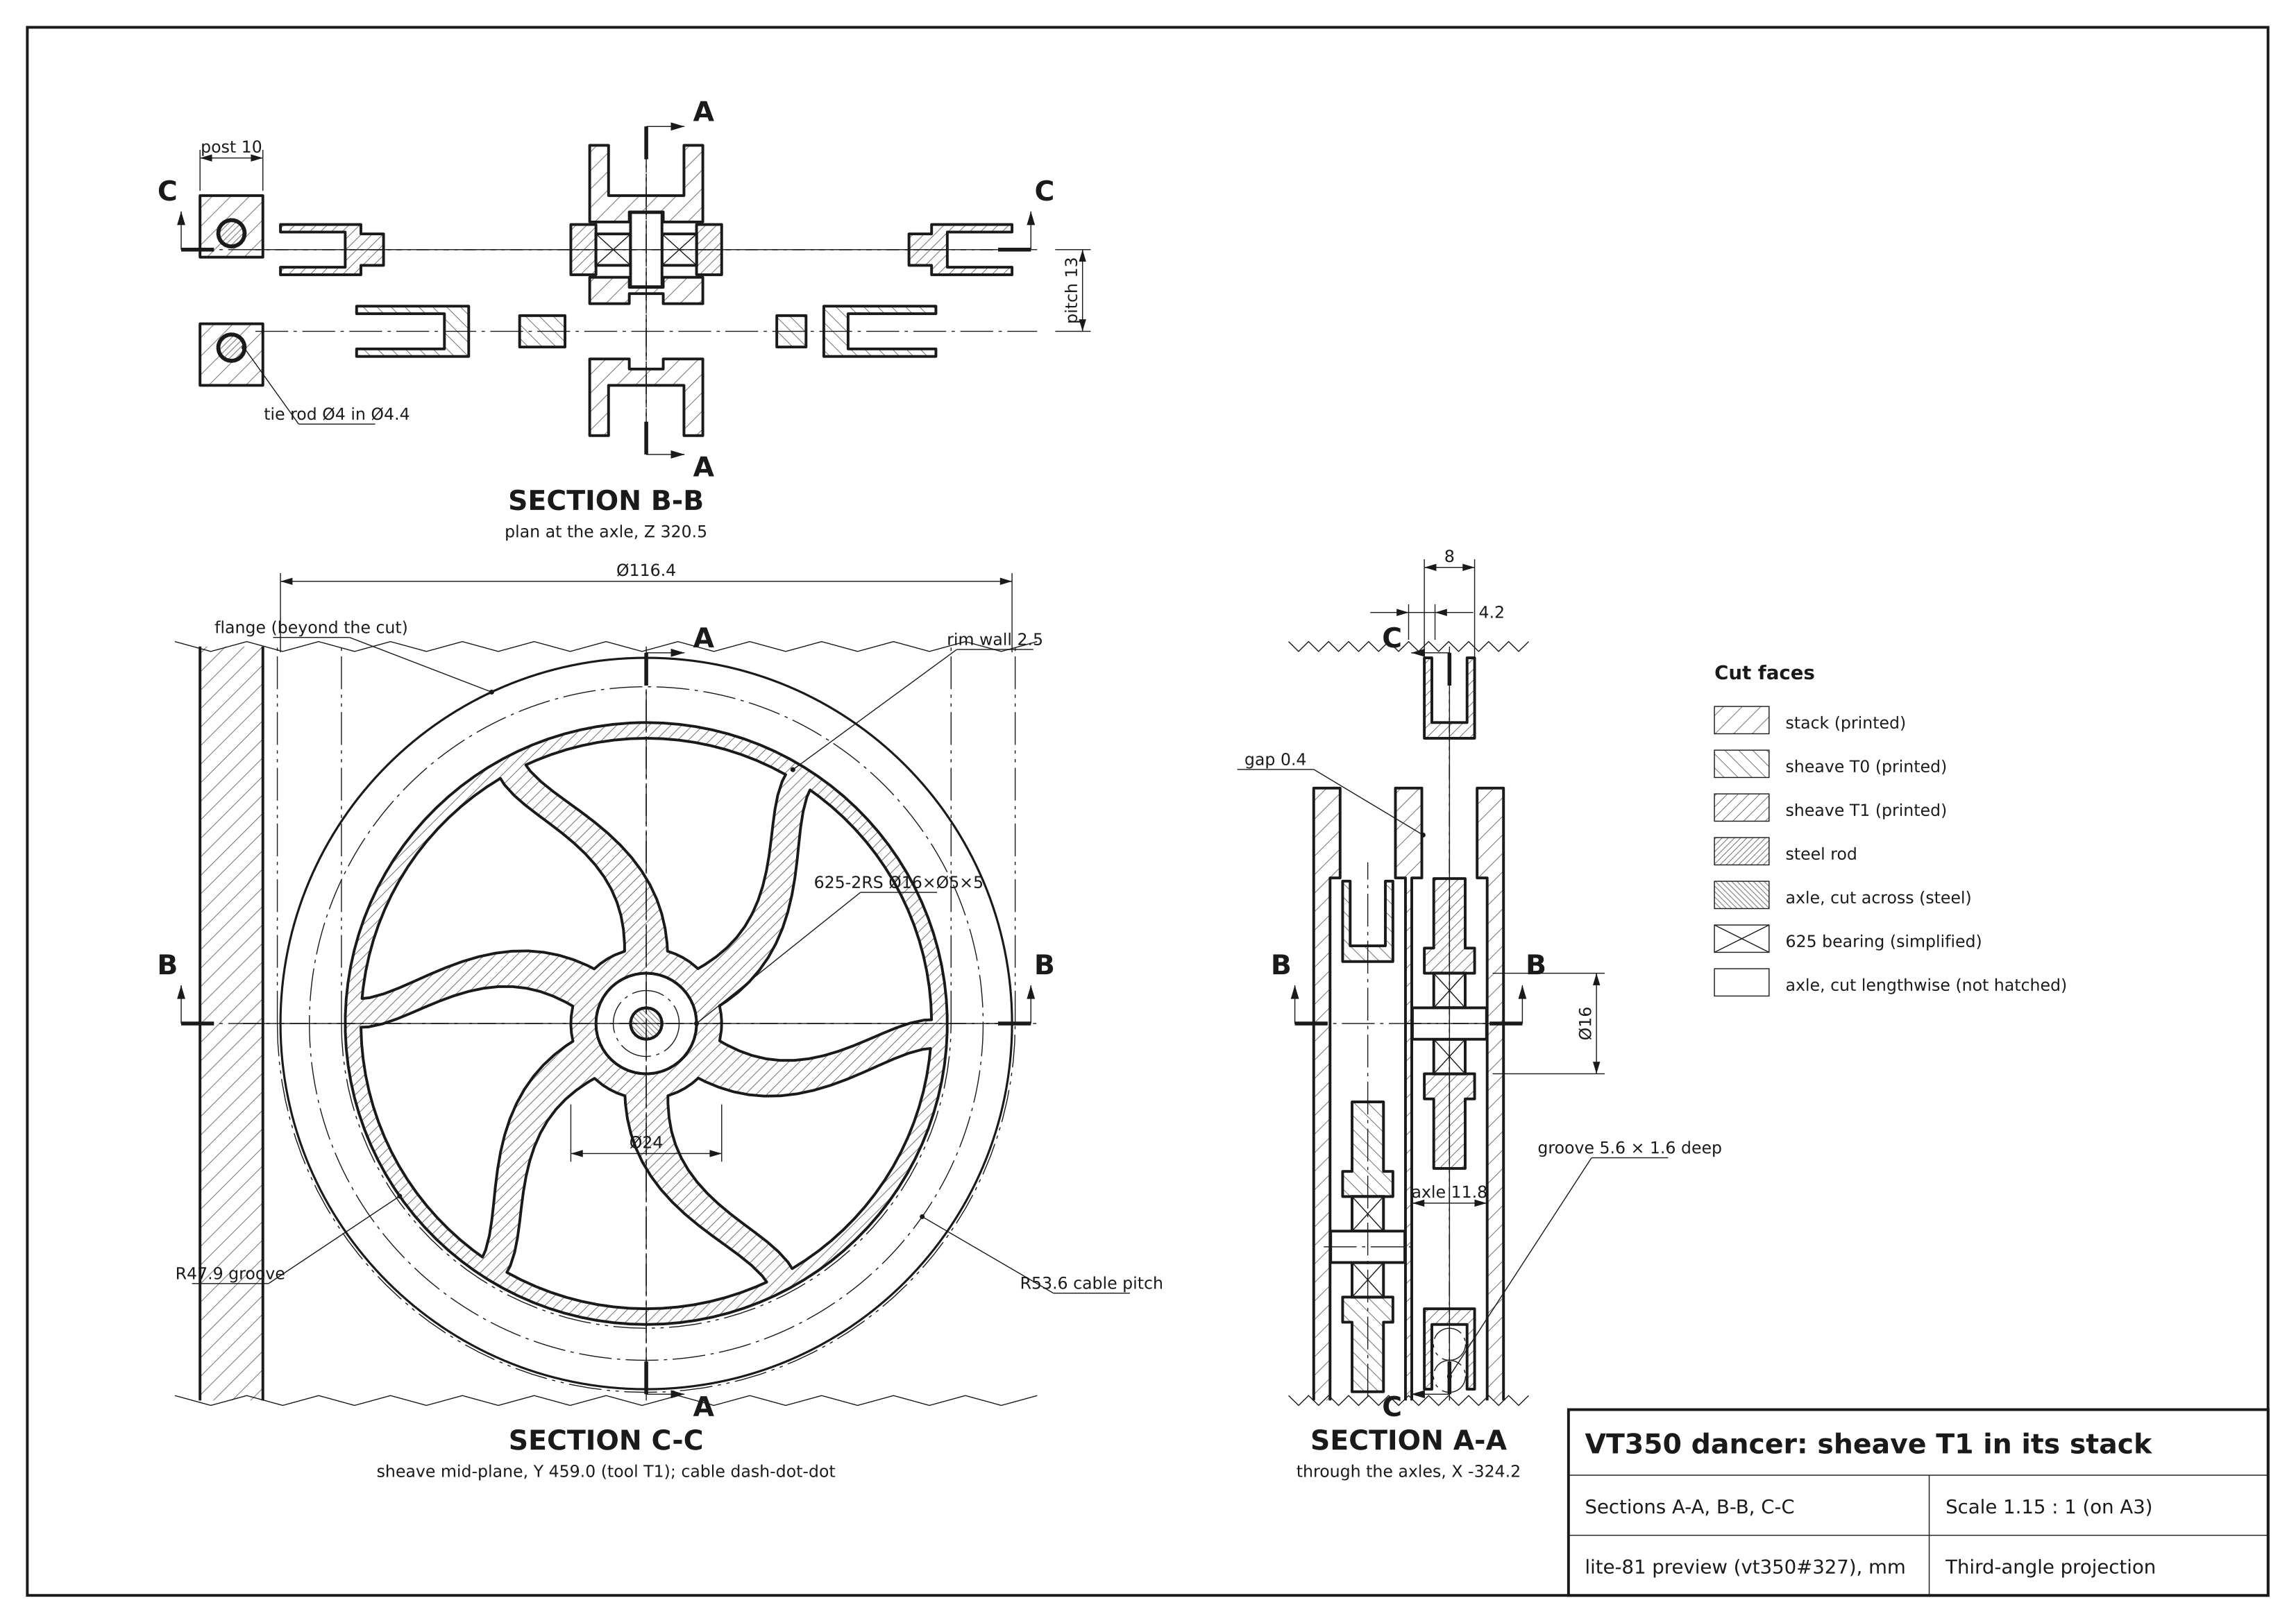 A
post 10
C
C
pitch 13
tie rod Ø4 in Ø4.4
A
SECTION B-B
plan at the axle, Z 320.5
Ø116.4
flange (beyond the cut)
A
rim wall 2.5
625-2RS Ø16×Ø5×5
B
B
Ø24
R47.9 groove
R53.6 cable pitch
A
SECTION C-C
sheave mid-plane, Y 459.0 (tool T1); cable dash-dot-dot
8
4.2
C
gap 0.4
B
B
Ø16
groove 5.6 × 1.6 deep
axle 11.8
C
SECTION A-A
through the axles, X -324.2
Cut faces
stack (printed)
sheave T0 (printed)
sheave T1 (printed)
steel rod
axle, cut across (steel)
625 bearing (simplified)
axle, cut lengthwise (not hatched)
VT350 dancer: sheave T1 in its stack
Sections A-A, B-B, C-C
Scale 1.15 : 1 (on A3)
lite-81 preview (vt350#327), mm
Third-angle projection